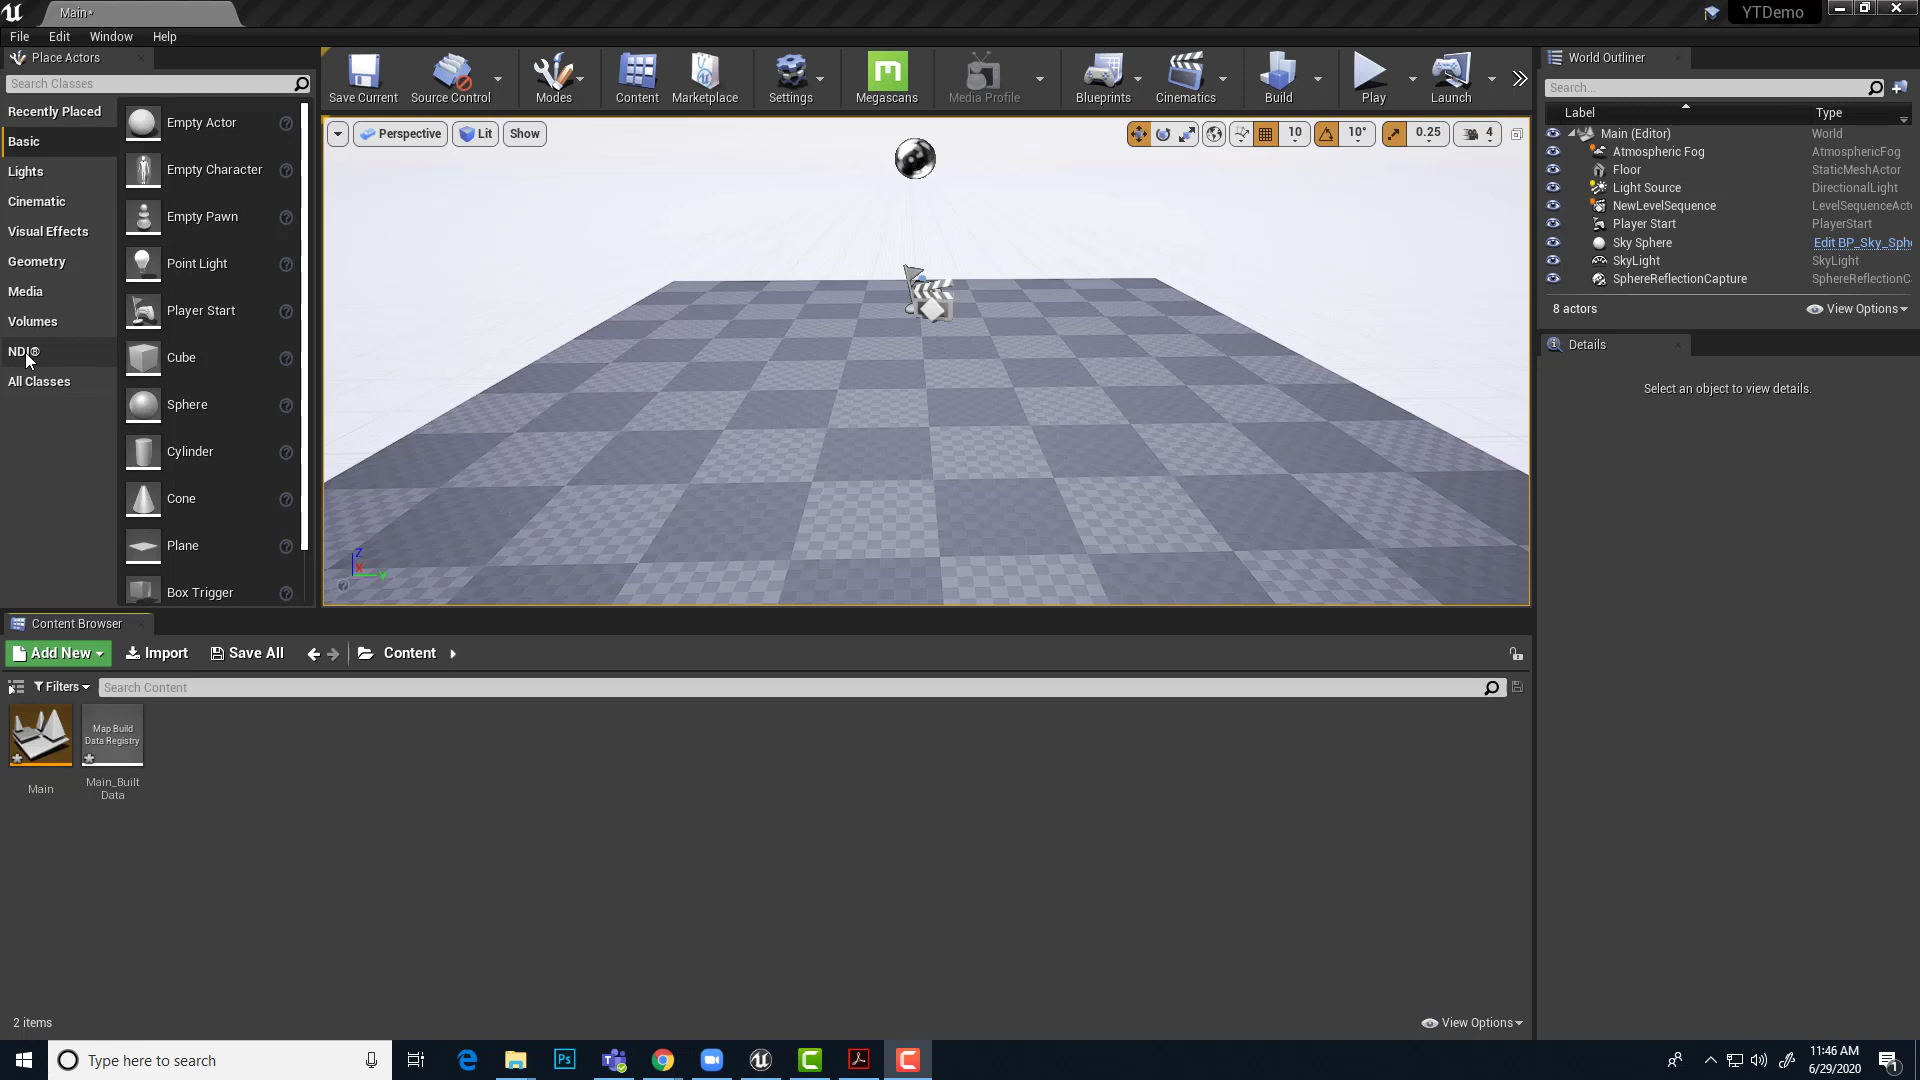 Main*
YTDemo
File Edit Window Help
Place Actors
Search Classes
Recently Placed
Basic
Lights
Cinematic
Visual Effects
Geometry
Media
Volumes
NDI®
All Classes
Empty Actor
Empty Character
Empty Pawn
Point Light
Player Start
Cube
Sphere
Cylinder
Cone
Plane
Box Trigger
Save Current Source Control Modes Content Marketplace Settings Megascans Media Profile Blueprints Cinematics Build Play Launch
Perspective Lit Show
10 10° 0.25 4
Z
X
Y
World Outliner
Search...
Label Type
Main (Editor) World
Atmospheric Fog AtmosphericFog
Floor StaticMeshActor
Light Source DirectionalLight
NewLevelSequence LevelSequenceActo
Player Start PlayerStart
Sky Sphere Edit BP_Sky_Sphe
SkyLight SkyLight
SphereReflectionCapture SphereReflectionC
8 actors View Options
Details
Select an object to view details.
Content Browser
Add New Import Save All Content
Filters Search Content
Map Build
Data Registry
Main
Main_Built
Data
2 items
View Options
Type here to search
Ps
11:46 AM
6/29/2020
1